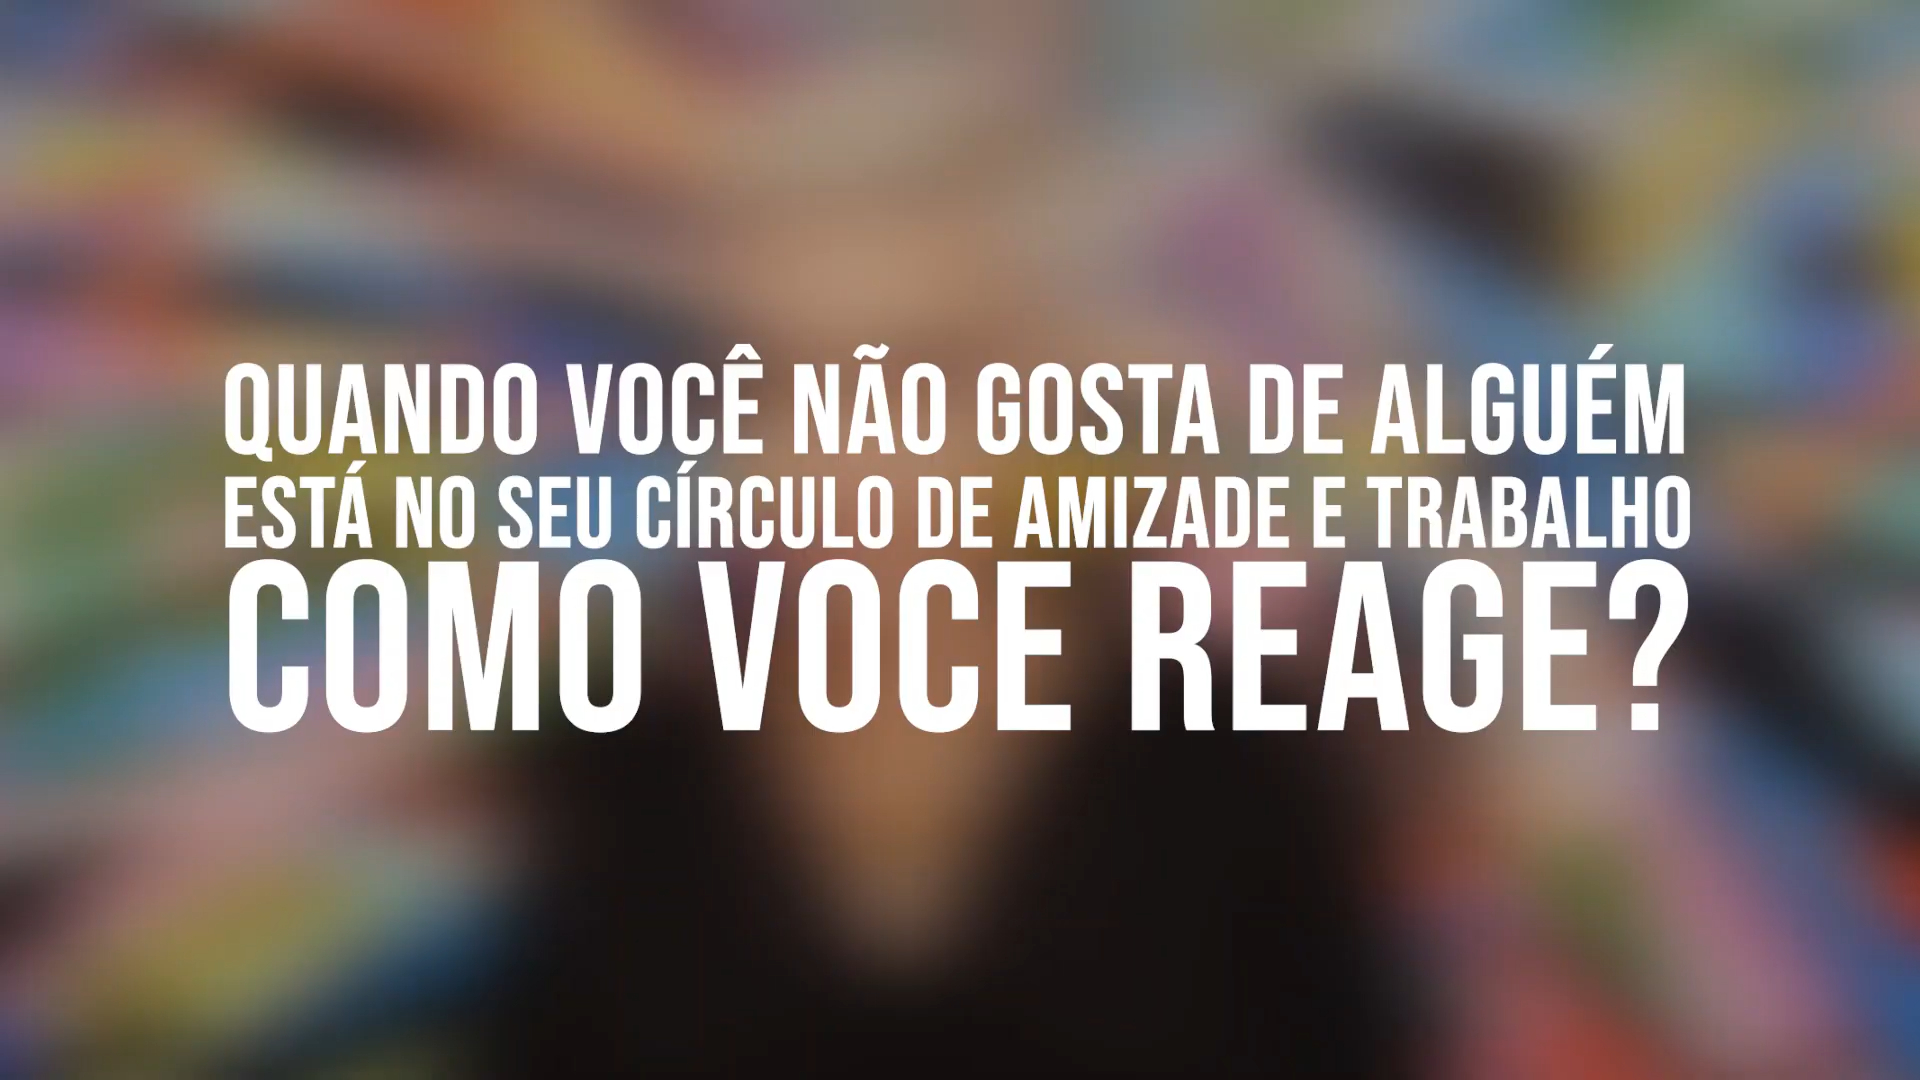 QUANDO VOCÊ NÃO GOSTA DE ALGUÉM
ESTÁ NO SEU CÍRCULO DE AMIZADE E TRABALHO
COMO VOCE REAGE?